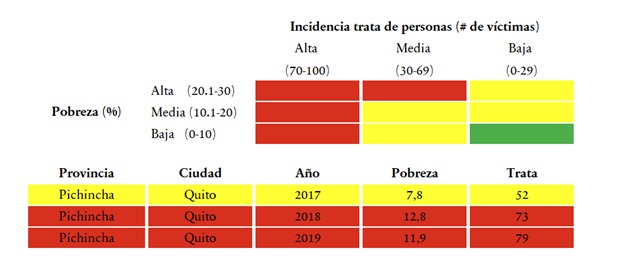 Incidencia trata de personas (# de víctimas)
Alta Media Baja
(70-100) (30-69) (0-29)
Alta (20.1-30)
Pobreza (%) Media (10.1-20)
Baja (0-10)
Provincia Ciudad Año Pobreza Trata
Pichincha Quito 2017 7,8 52
Pichincha Quito 2018 12,8 73
Pichincha Quito 2019 11,9 79